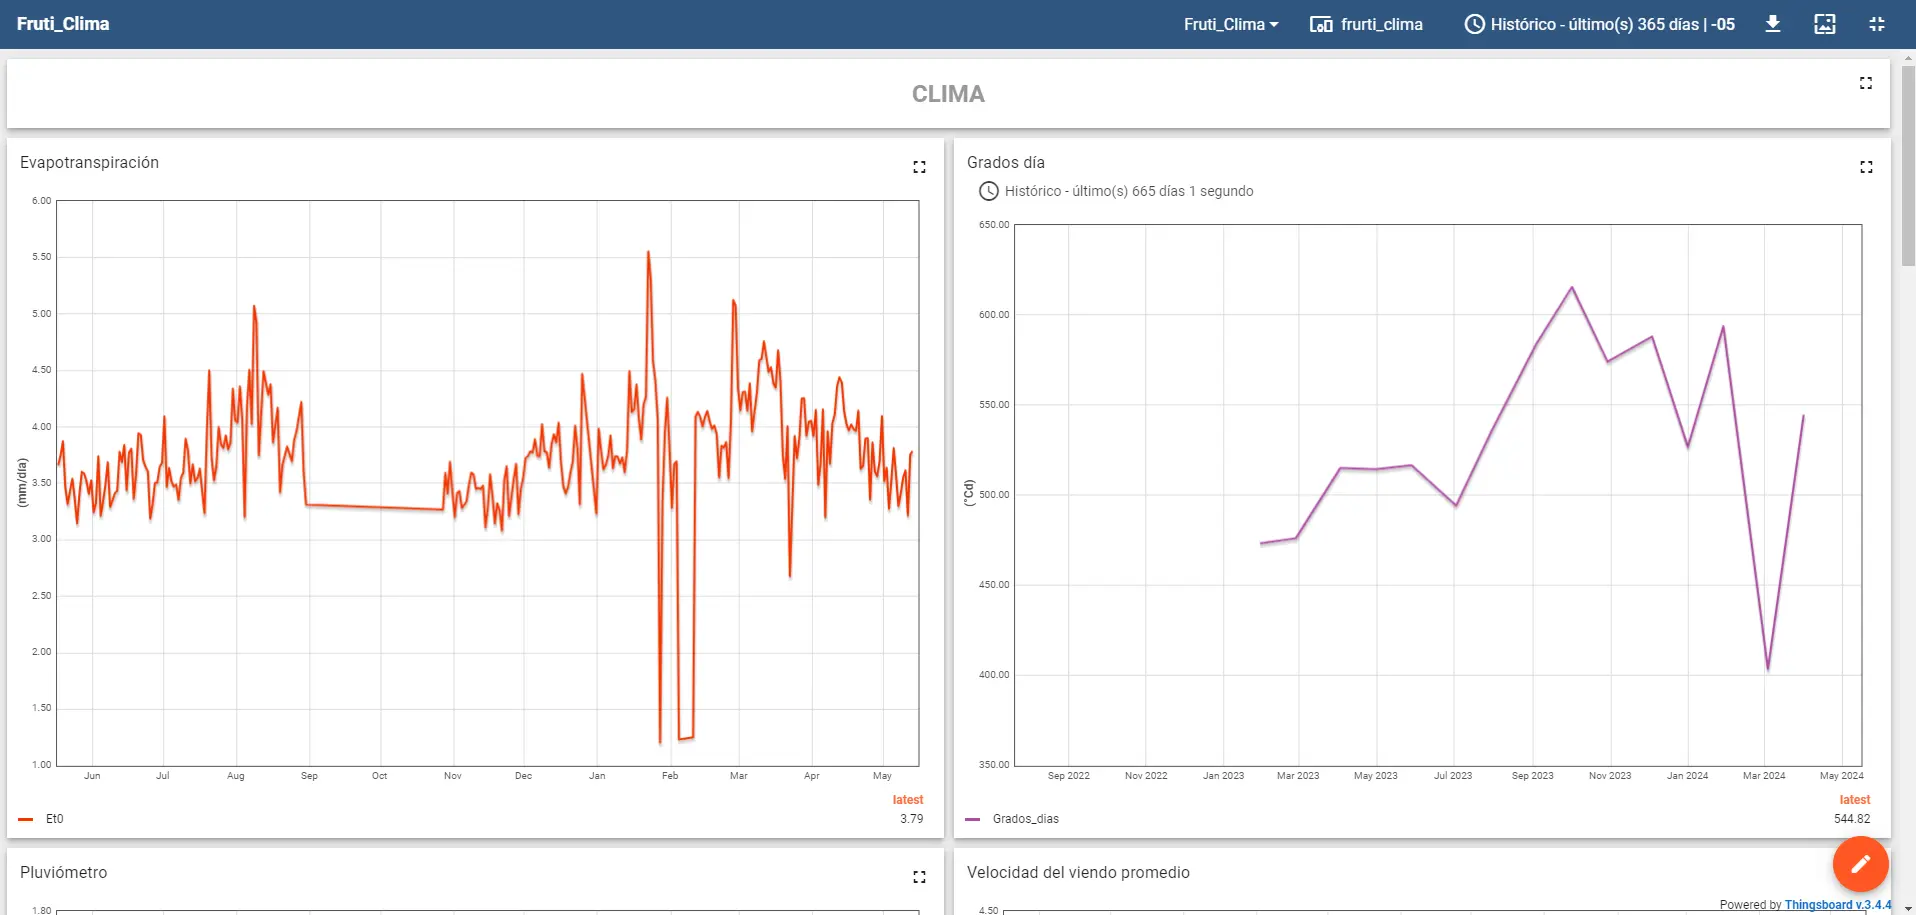 Fruti_Clima
Fruti_Clima frurti_clima Histórico - último(s) 365 días | -05
CLIMA
Evapotranspiración
6.00
5.50
5.00
4.50
4.00
3.50
3.00
2.50
2.00
1.50
1.00
(mm/día)
Jun Jul Aug Sep Oct Nov Dec Jan Feb Mar Apr May
latest
Et0 3.79
Grados día
Histórico - último(s) 665 días 1 segundo
650.00
600.00
550.00
500.00
450.00
400.00
350.00
(°Cd)
Sep 2022 Nov 2022 Jan 2023 Mar 2023 May 2023 Jul 2023 Sep 2023 Nov 2023 Jan 2024 Mar 2024 May 2024
latest
Grados_dias 544.82
Pluviómetro
1.80
Velocidad del viendo promedio
4.50
Powered by Thingsboard v.3.4.4